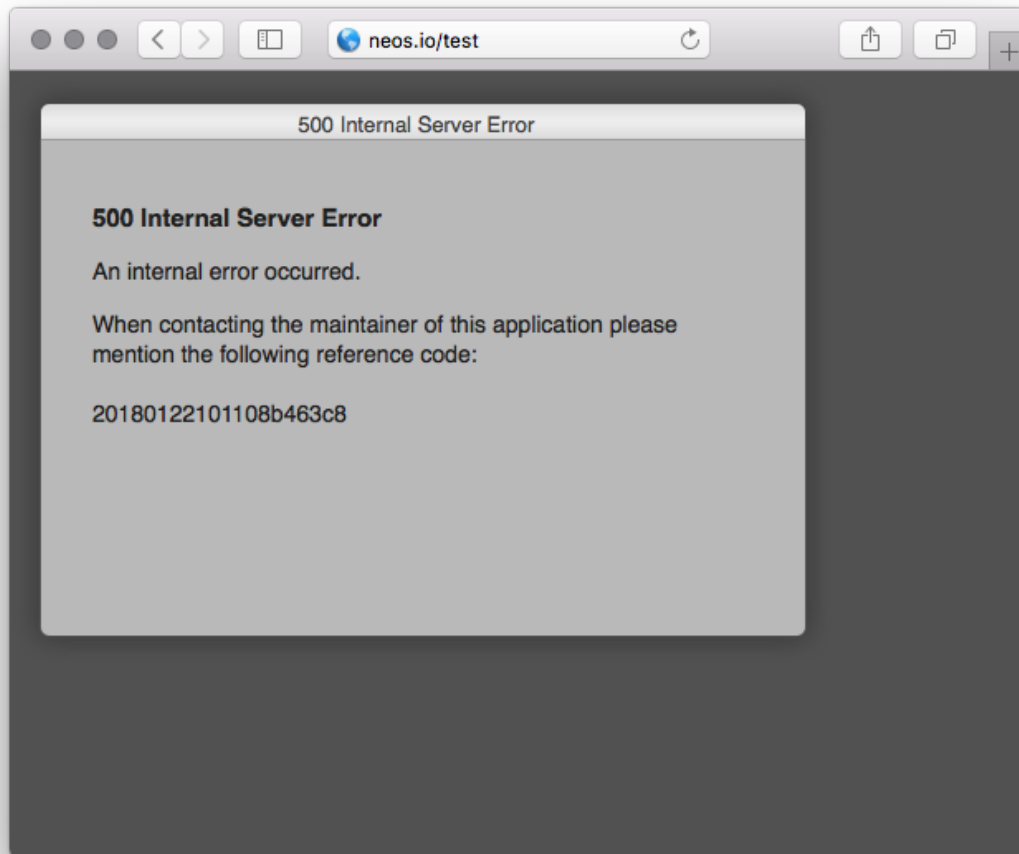 neos.io/test
500 Internal Server Error
500 Internal Server Error
An internal error occurred.
When contacting the maintainer of this application please
mention the following reference code:
20180122101108b463c8